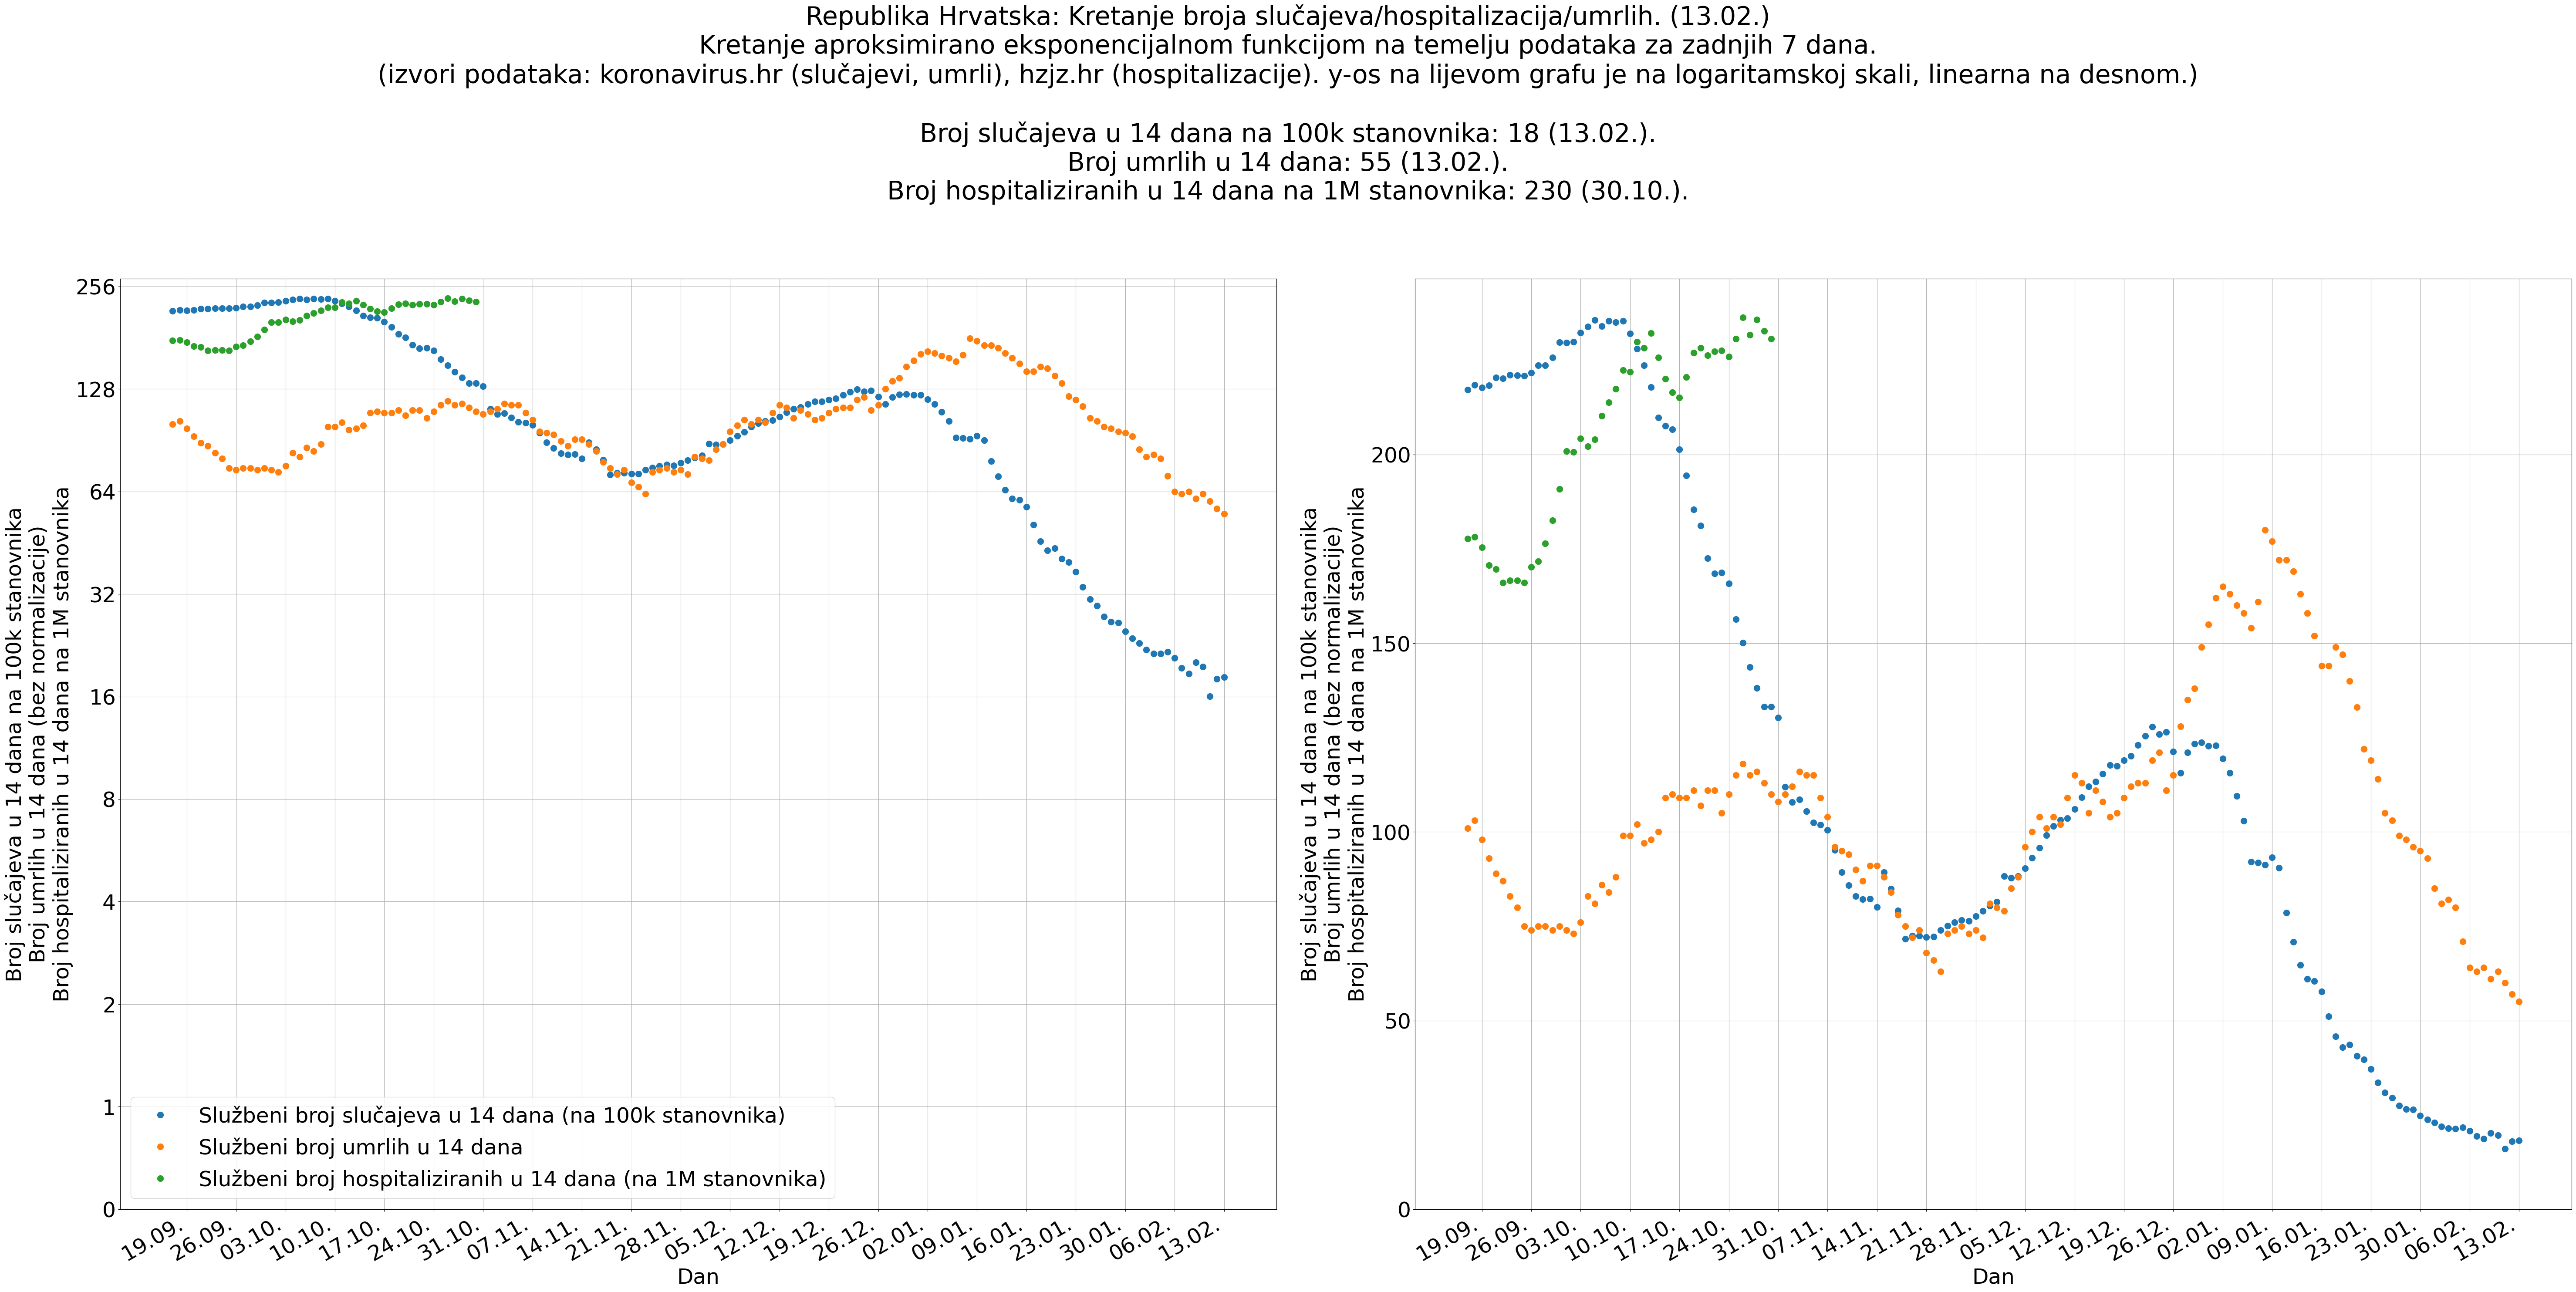 Republika Hrvatska: Kretanje broja slučajeva/hospitalizacija/umrlih. (13.02.)
Kretanje aproksimirano eksponencijalnom funkcijom na temelju podataka za zadnjih 7 dana.
(izvori podataka: koronavirus.hr (slučajevi, umrli), hzjz.hr (hospitalizacije). y-os na lijevom grafu je na logaritamskoj skali, linearna na desnom.)
Broj slučajeva u 14 dana na 100k stanovnika: 18 (13.02.).
Broj umrlih u 14 dana: 55 (13.02.).
Broj hospitaliziranih u 14 dana na 1M stanovnika: 230 (30.10.).
Broj slučajeva u 14 dana na 100k stanovnika
Broj umrlih u 14 dana (bez normalizacije)
Broj hospitaliziranih u 14 dana na 1M stanovnika
256
128
64
32
16
8
4
2
1
0
Službeni broj slučajeva u 14 dana (na 100k stanovnika)
Službeni broj umrlih u 14 dana
Službeni broj hospitaliziranih u 14 dana (na 1M stanovnika)
19.09. 26.09. 03.10. 10.10. 17.10. 24.10. 31.10. 07.11. 14.11. 21.11. 28.11. 05.12. 12.12. 19.12. 26.12. 02.01. 09.01. 16.01. 23.01. 30.01. 06.02. 13.02.
Dan
Broj slučajeva u 14 dana na 100k stanovnika
Broj umrlih u 14 dana (bez normalizacije)
Broj hospitaliziranih u 14 dana na 1M stanovnika
200
150
100
50
0
19.09. 26.09. 03.10. 10.10. 17.10. 24.10. 31.10. 07.11. 14.11. 21.11. 28.11. 05.12. 12.12. 19.12. 26.12. 02.01. 09.01. 16.01. 23.01. 30.01. 06.02. 13.02.
Dan